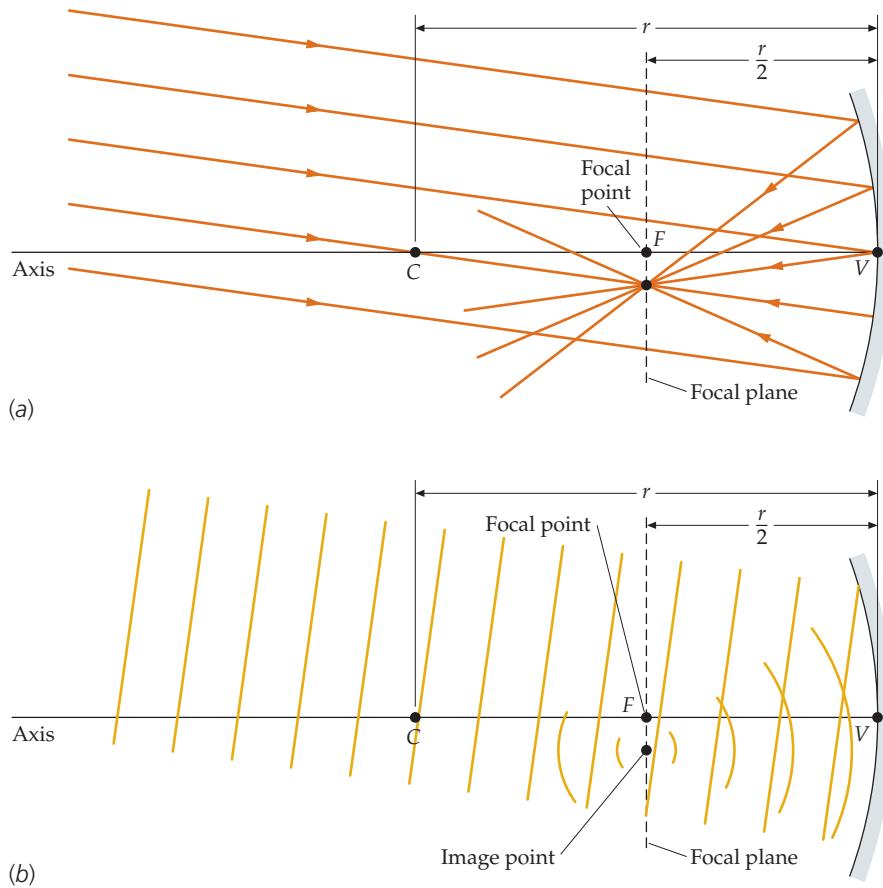 r
r
2
Focal
point
F
Axis
C
V
Focal plane
(a)
r
Focal point
r
2
F
Axis
C
V
Image point
Focal plane
(b)